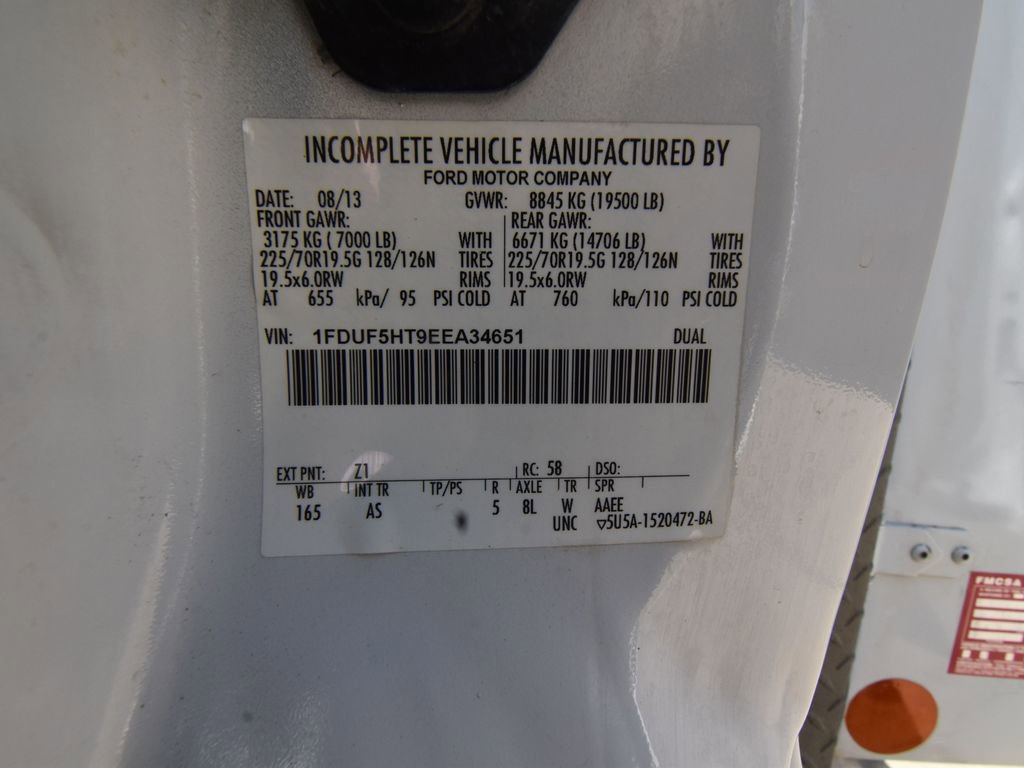 INCOMPLETE VEHICLE MANUFACTURED BY
FORD MOTOR COMPANY
DATE: 08/13 GVWR: 8845 KG (19500 LB)
FRONT GAWR: REAR GAWR:
3175 KG ( 7000 LB) WITH 6671 KG (14706 LB) WITH
225/70R19.5G 128/126N TIRES 225/70R19.5G 128/126N TIRES
19.5x6.0RW RIMS 19.5x6.0RW RIMS
AT 655 kPa/ 95 PSI COLD AT 760 kPa/110 PSI COLD
VIN: 1FDUF5HT9EEA34651 DUAL
EXT PNT: Z1 RC: 58 DSO:
WB INT TR TP/PS R AXLE TR SPR
165 AS 5 8L W AAEE
UNC ▽5U5A-1520472-BA
FMCSA